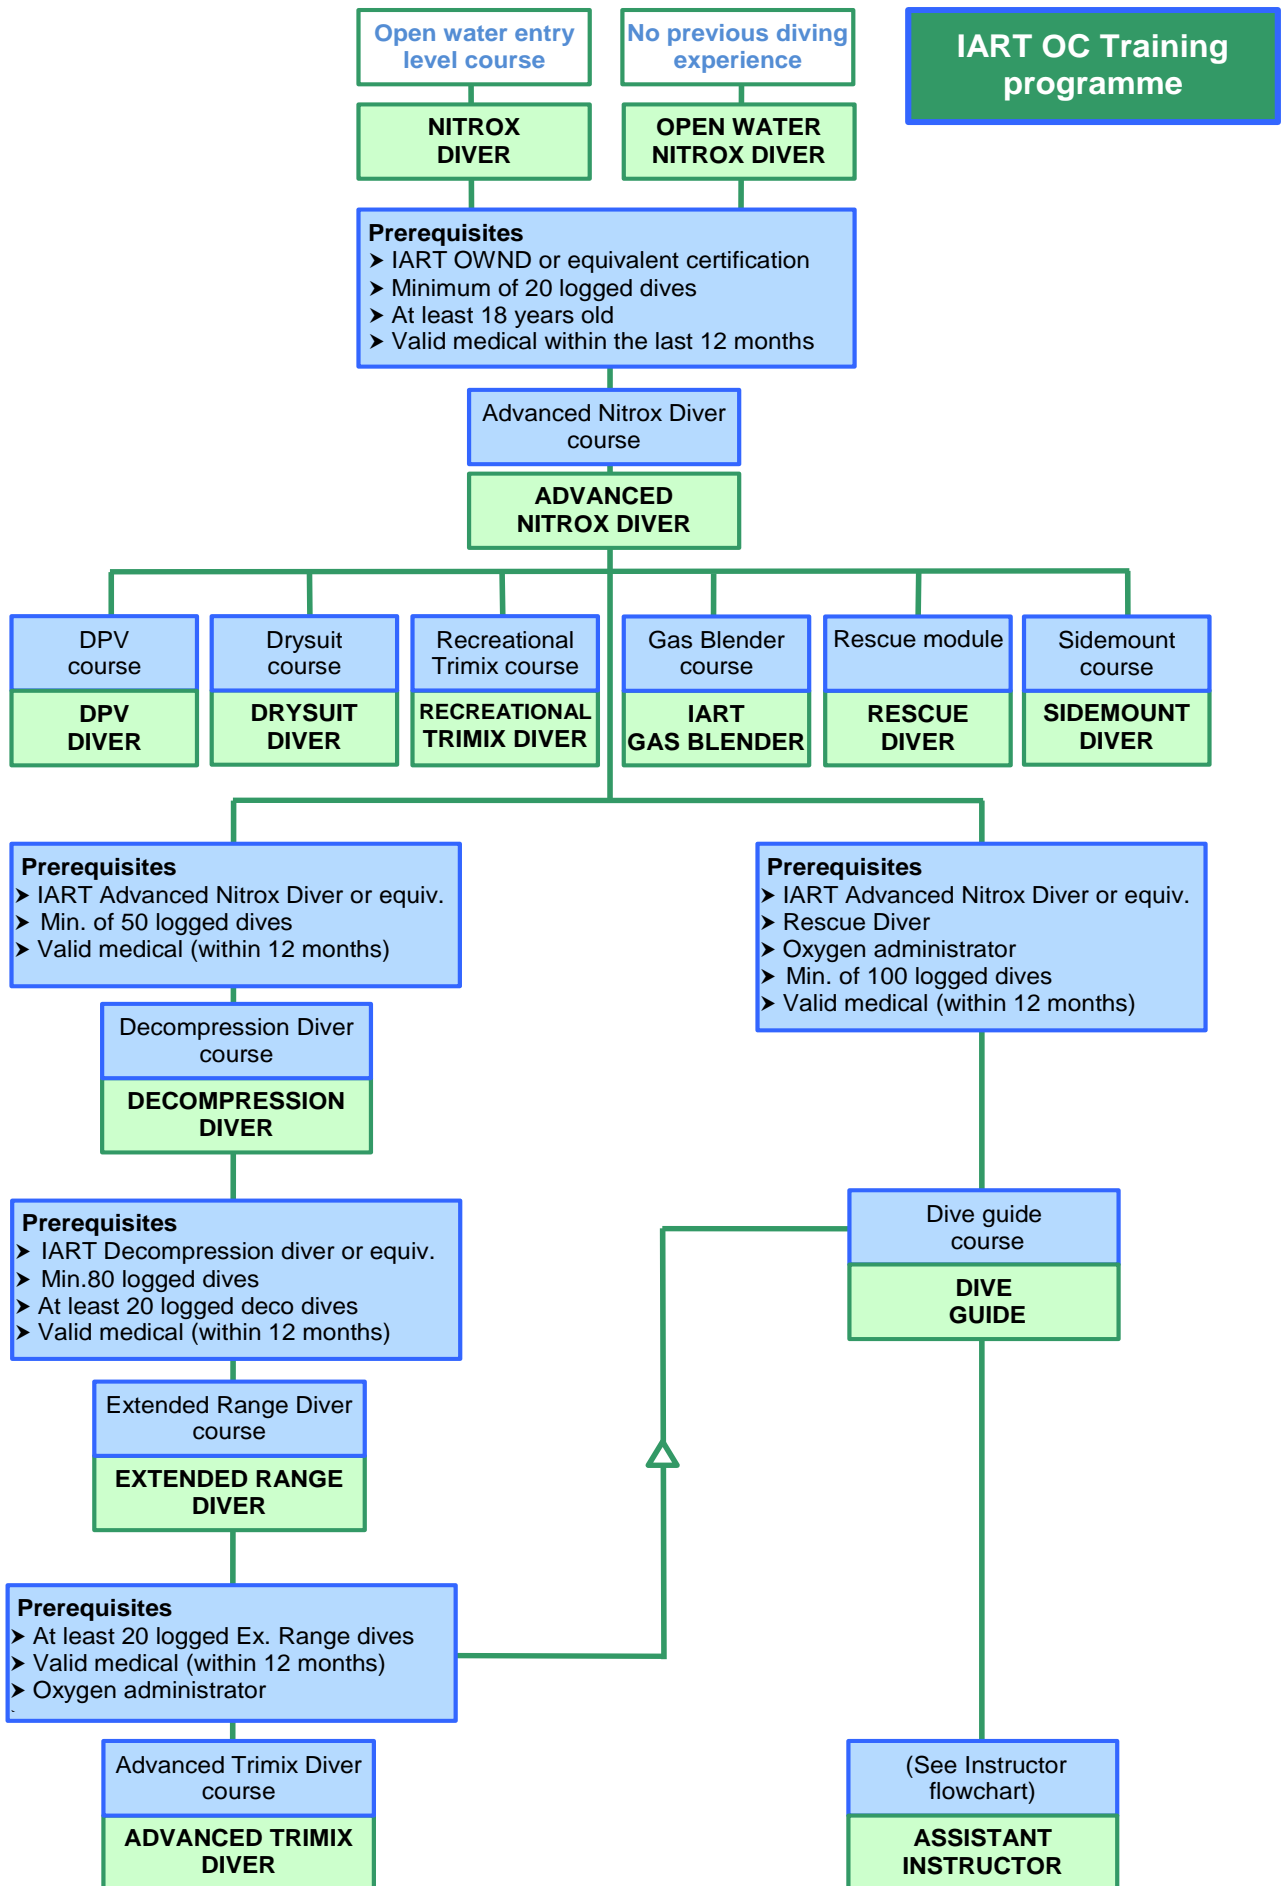 Open water entry
level course
No previous diving
experience
IART OC Training
programme
NITROX
DIVER
OPEN WATER
NITROX DIVER
Prerequisites
➤ IART OWND or equivalent certification
➤ Minimum of 20 logged dives
➤ At least 18 years old
➤ Valid medical within the last 12 months
Advanced Nitrox Diver
course
ADVANCED
NITROX DIVER
DPV
course
DPV
DIVER
Drysuit
course
DRYSUIT
DIVER
Recreational
Trimix course
RECREATIONAL
TRIMIX DIVER
Gas Blender
course
IART
GAS BLENDER
Rescue module
RESCUE
DIVER
Sidemount
course
SIDEMOUNT
DIVER
Prerequisites
➤ IART Advanced Nitrox Diver or equiv.
➤ Min. of 50 logged dives
➤ Valid medical (within 12 months)
Decompression Diver
course
DECOMPRESSION
DIVER
Prerequisites
➤ IART Decompression diver or equiv.
➤ Min.80 logged dives
➤ At least 20 logged deco dives
➤ Valid medical (within 12 months)
Extended Range Diver
course
EXTENDED RANGE
DIVER
Prerequisites
➤ At least 20 logged Ex. Range dives
➤ Valid medical (within 12 months)
➤ Oxygen administrator
Advanced Trimix Diver
course
ADVANCED TRIMIX
DIVER
Prerequisites
➤ IART Advanced Nitrox Diver or equiv.
➤ Rescue Diver
➤ Oxygen administrator
➤ Min. of 100 logged dives
➤ Valid medical (within 12 months)
Dive guide
course
DIVE
GUIDE
(See Instructor
flowchart)
ASSISTANT
INSTRUCTOR